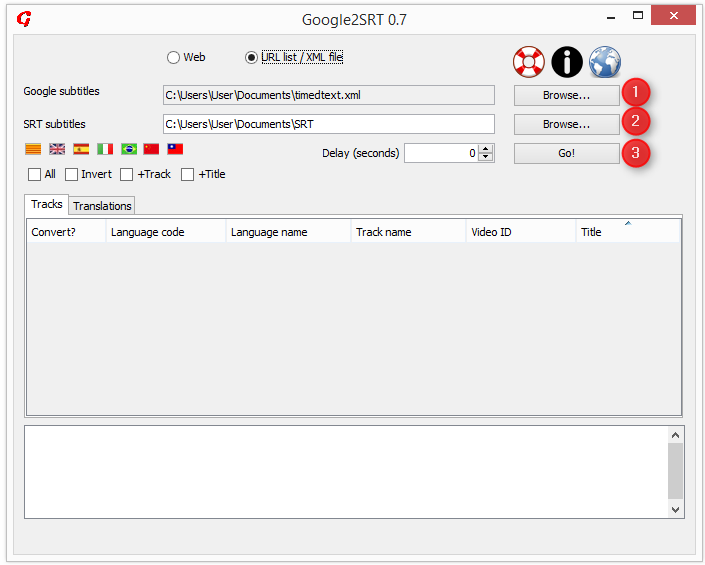 Google2SRT 0.7
Web URL list / XML file
Google subtitles C:\Users\User\Documents\timedtext.xml Browse... 1
SRT subtitles C:\Users\User\Documents\SRT Browse... 2
Delay (seconds) 0 Go! 3
All Invert +Track +Title
Tracks Translations
Convert? Language code Language name Track name Video ID Title